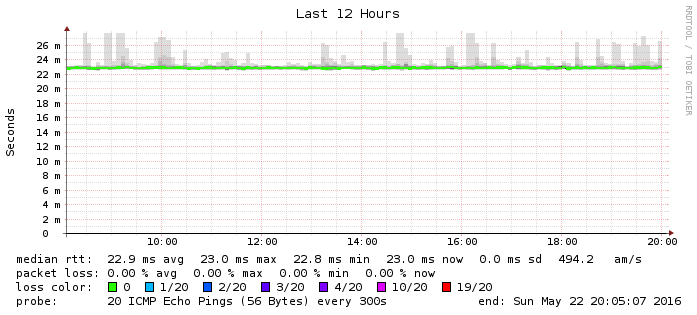 Last 12 Hours
RRDTOOL / TOBI OETIKER
Seconds
26 m
24 m
22 m
20 m
18 m
16 m
14 m
12 m
10 m
8 m
6 m
4 m
2 m
0
10:00 12:00 14:00 16:00 18:00 20:00
median rtt: 22.9 ms avg 23.0 ms max 22.8 ms min 23.0 ms now 0.0 ms sd 494.2 am/s
packet loss: 0.00 % avg 0.00 % max 0.00 % min 0.00 % now
loss color: 0 1/20 2/20 3/20 4/20 10/20 19/20
probe: 20 ICMP Echo Pings (56 Bytes) every 300s end: Sun May 22 20:05:07 2016